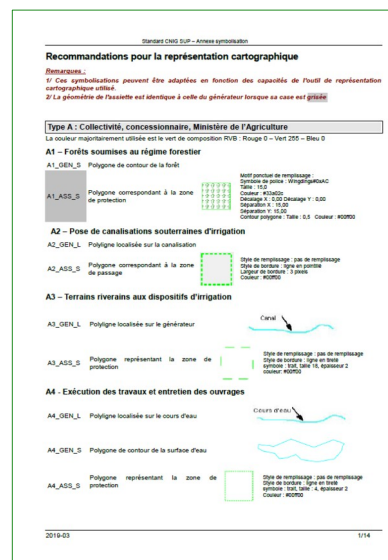 Standard CNIG SUP – Annexe symbolisation
Recommandations pour la représentation cartographique
Remarques :
1/ Ces symbolisations peuvent être adaptées en fonction des capacités de l'outil de représentation
cartographique utilisé.
2/ La géométrie de l'assiette est identique à celle du générateur lorsque sa case est grisée
Type A : Collectivité, concessionnaire, Ministère de l'Agriculture
La couleur majoritairement utilisée est le vert de composition RVB : Rouge 0 – Vert 255 – Bleu 0
A1 – Forêts soumises au régime forestier
A1_GEN_S Polygone de contour de la forêt
A1_ASS_S Polygone correspondant à la zone
de protection
Motif ponctuel de remplissage :
Symbole de police : Wingdings#0xAC
Taille : 15,0
Couleur : #33a02c
Décalage X : 0,00 Décalage Y : 0,00
Séparation X : 15,00
Séparation Y: 15,00
Contour polygone : Taille : 0,5 Couleur : #00ff00
A2 – Pose de canalisations souterraines d'irrigation
A2_GEN_L Polyligne localisée sur la canalisation
A2_ASS_S Polygone correspondant à la zone
de passage
Style de remplissage : pas de remplissage
Style de bordure : ligne en pointillé
Largeur de bordure : 3 pixels
Couleur : #00ff00
A3 – Terrains riverains aux dispositifs d'irrigation
A3_GEN_L Polyligne localisée sur le générateur
Canal
A3_ASS_S Polygone représentant la zone de
protection
Style de remplissage : pas de remplissage
Style de bordure : ligne en tireté
symbole : trait, taille 18, épaisseur 2
couleur: #00ff00
A4 - Exécution des travaux et entretien des ouvrages
A4_GEN_L Polyligne localisée sur le cours d'eau
Cours d'eau
A4_GEN_S Polygone de contour de la surface d'eau
A4_ASS_S Polygone représentant la zone de
protection
Style de remplissage : pas de remplissage
Style de bordure : ligne en tireté
symbole : trait, taille : 4, épaisseur 2
Couleur : #00ff00
2019-03
1/14